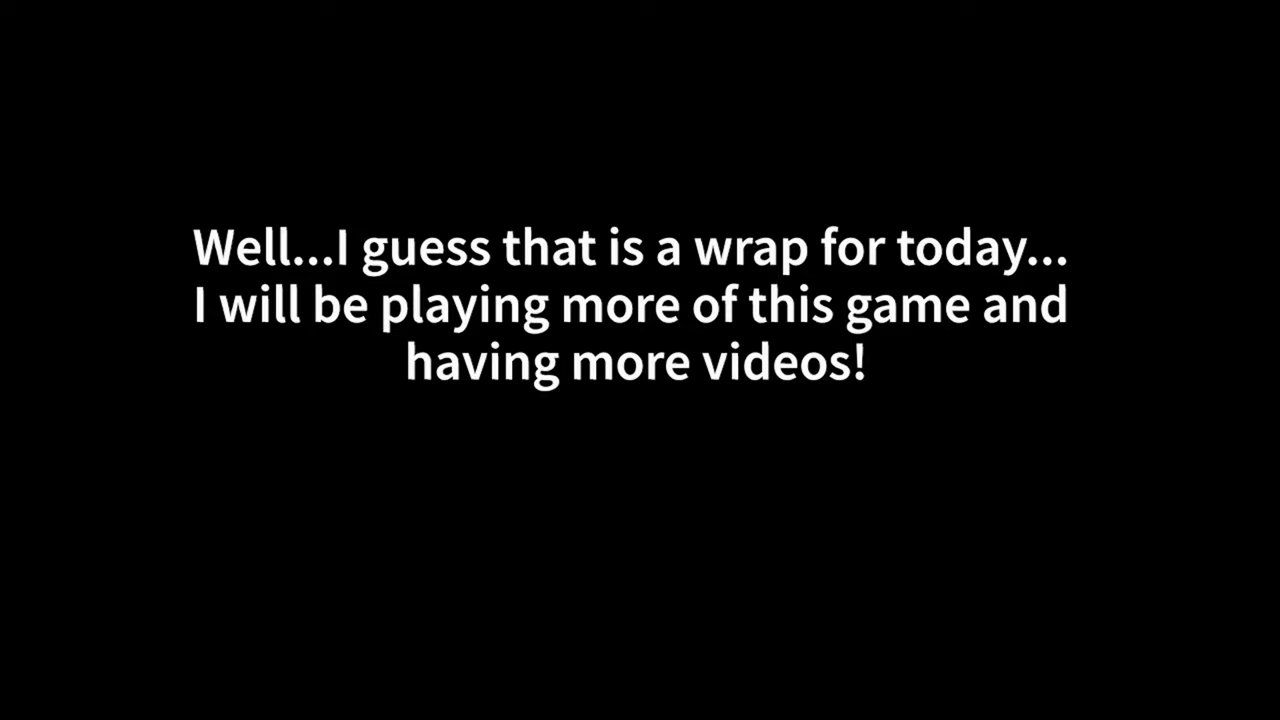 Well...I guess that is a wrap for today...
I will be playing more of this game and
having more videos!